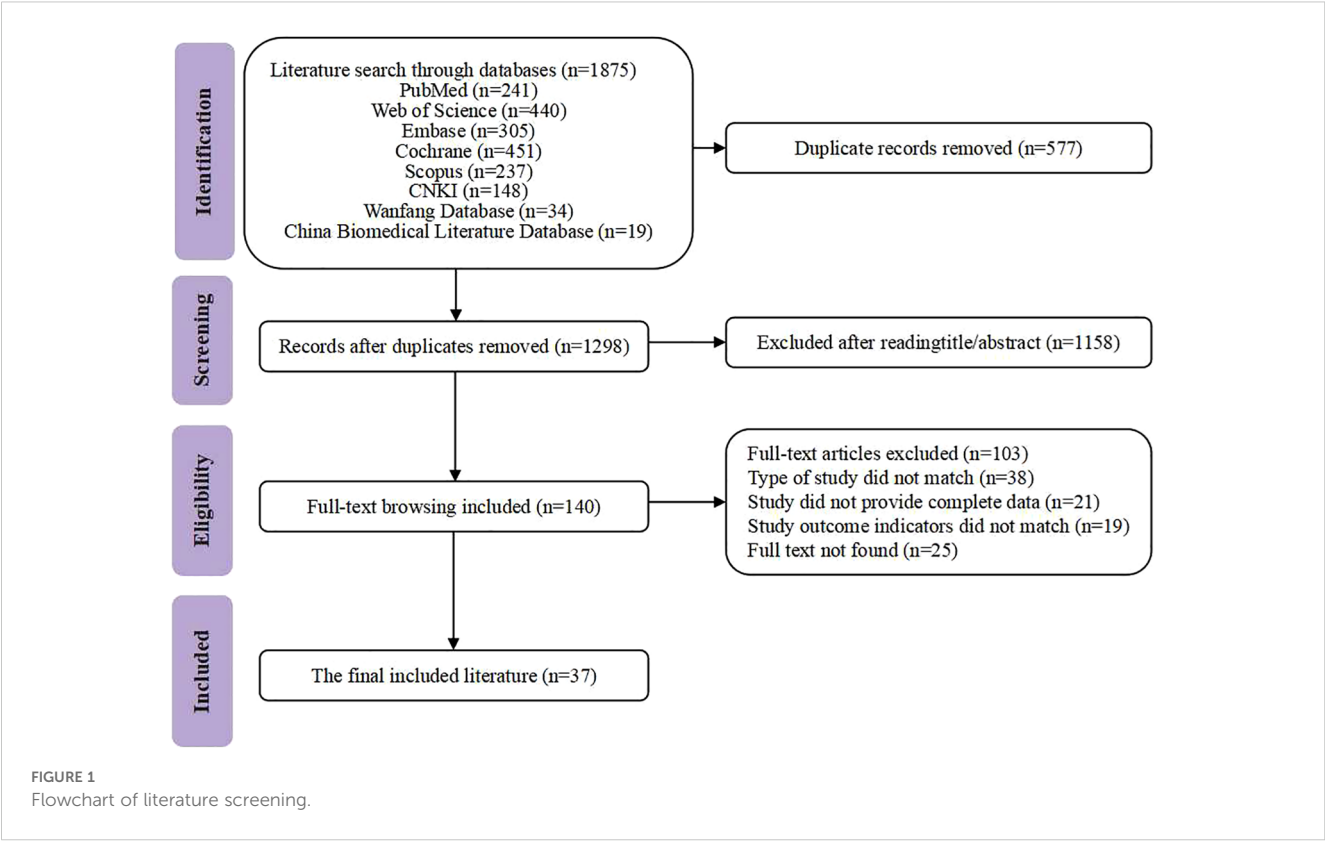 Identification
Literature search through databases (n=1875)
PubMed (n=241)
Web of Science (n=440)
Embase (n=305)
Cochrane (n=451)
Scopus (n=237)
CNKI (n=148)
Wanfang Database (n=34)
China Biomedical Literature Database (n=19)
Duplicate records removed (n=577)
Screening
Records after duplicates removed (n=1298)
Excluded after readingtitle/abstract (n=1158)
Eligibility
Full-text browsing included (n=140)
Full-text articles excluded (n=103)
Type of study did not match (n=38)
Study did not provide complete data (n=21)
Study outcome indicators did not match (n=19)
Full text not found (n=25)
Included
The final included literature (n=37)
FIGURE 1
Flowchart of literature screening.